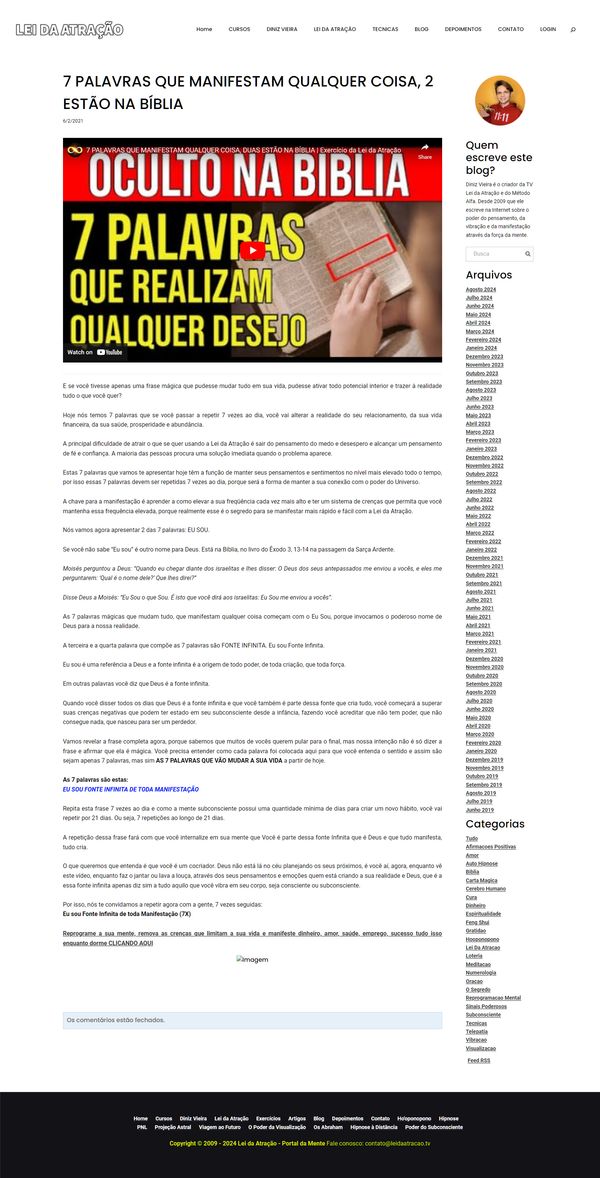 LEI DA ATRAÇÃO
Home CURSOS DINIZ VIEIRA LEI DA ATRAÇÃO TECNICAS BLOG DEPOIMENTOS CONTATO LOGIN
7 PALAVRAS QUE MANIFESTAM QUALQUER COISA, 2
ESTÃO NA BÍBLIA
6/2/2021
7 PALAVRAS QUE MANIFESTAM QUALQUER COISA, DUAS ESTÃO NA BÍBLIA | Exercício da Lei da Atração
Share
OCULTO NA BIBLIA
7 PALAVRAS
QUE REALIZAM
QUALQUER DESEJO
Watch on YouTube
E se você tivesse apenas uma frase mágica que pudesse mudar tudo em sua vida, pudesse ativar todo potencial interior e trazer à realidade
tudo o que você quer?
Hoje nós temos 7 palavras que se você passar a repetir 7 vezes ao dia, você vai alterar a realidade do seu relacionamento, da sua vida
financeira, da sua saúde, prosperidade e abundância.
A principal dificuldade de atrair o que se quer usando a Lei da Atração é sair do pensamento do medo e desespero e alcançar um pensamento
de fé e confiança. A maioria das pessoas procura uma solução imediata quando o problema aparece.
Estas 7 palavras que vamos te apresentar hoje têm a função de manter seus pensamentos e sentimentos no nível mais elevado todo o tempo,
por isso essas 7 palavras devem ser repetidas 7 vezes ao dia, porque será a forma de manter a sua conexão com o poder do Universo.
A chave para a manifestação é aprender a como elevar a sua freqüência cada vez mais alto e ter um sistema de crenças que permita que você
mantenha essa frequência elevada, porque realmente esse é o segredo para se manifestar mais rápido e fácil com a Lei da Atração.
Nós vamos agora apresentar 2 das 7 palavras: EU SOU.
Se você não sabe "Eu sou" é outro nome para Deus. Está na Bíblia, no livro do Êxodo 3, 13-14 na passagem da Sarça Ardente.
Moisés perguntou a Deus: "Quando eu chegar diante dos israelitas e lhes disser: O Deus dos seus antepassados me enviou a vocês, e eles me
perguntarem: 'Qual é o nome dele?' Que lhes direi?"
Disse Deus a Moisés: "Eu Sou o que Sou. É isto que você dirá aos israelitas: Eu Sou me enviou a vocês".
As 7 palavras mágicas que mudam tudo, que manifestam qualquer coisa começam com o Eu Sou, porque invocamos o poderoso nome de
Deus para a nossa realidade.
A terceira e a quarta palavra que compõe as 7 palavras são FONTE INFINITA. Eu sou Fonte Infinita.
Eu sou é uma referência a Deus e a fonte infinita é a origem de todo poder, de toda criação, que toda força.
Em outras palavras você diz que Deus é a fonte infinita.
Quando você disser todos os dias que Deus é a fonte infinita e que você também é parte dessa fonte que cria tudo, você começará a superar
suas crenças negativas que podem ter estado em seu subconsciente desde a infância, fazendo você acreditar que não tem poder, que não
consegue nada, que nasceu para ser um perdedor.
Vamos revelar a frase completa agora, porque sabemos que muitos de vocês querem pular para o final, mas nossa intenção não é só dizer a
frase e afirmar que ela é mágica. Você precisa entender como cada palavra foi colocada aqui para que você entenda o sentido e assim não
sejam apenas 7 palavras, mas sim AS 7 PALAVRAS QUE VÃO MUDAR A SUA VIDA a partir de hoje.
As 7 palavras são estas:
EU SOU FONTE INFINITA DE TODA MANIFESTAÇÃO
Repita esta frase 7 vezes ao dia e como a mente subconsciente possui uma quantidade mínima de dias para criar um novo hábito, você vai
repetir por 21 dias. Ou seja, 7 repetições ao longo de 21 dias.
A repetição dessa frase fará com que você internalize em sua mente que Você é parte dessa fonte Infinita que é Deus e que tudo manifesta,
tudo cria.
O que queremos que entenda é que você é um cocriador. Deus não está lá no céu planejando os seus próximos, é você aí, agora, enquanto vê
este vídeo, enquanto faz o jantar ou lava a louça, através dos seus pensamentos e emoções quem está criando a sua realidade e Deus, que é a
essa fonte infinita apenas diz sim a tudo aquilo que você vibra em seu corpo, seja consciente ou subconsciente.
Por isso, nós te convidamos a repetir agora com a gente, 7 vezes seguidas:
Eu sou Fonte Infinita de toda Manifestação (7X)
Reprograme a sua mente, remova as crenças que limitam a sua vida e manifeste dinheiro, amor, saúde, emprego, sucesso tudo isso
enquanto dorme CLICANDO AQUI
Imagem
Os comentários estão fechados.
11:11
Quem
escreve este
blog?
Diniz Vieira é o criador da TV
Lei da Atração e do Método
Alfa. Desde 2009 que ele
escreve na Internet sobre o
poder do pensamento, da
vibração e da manifestação
através da força da mente.
Busca
Arquivos
Agosto 2024
Julho 2024
Junho 2024
Maio 2024
Abril 2024
Março 2024
Fevereiro 2024
Janeiro 2024
Dezembro 2023
Novembro 2023
Outubro 2023
Setembro 2023
Agosto 2023
Julho 2023
Junho 2023
Maio 2023
Abril 2023
Março 2023
Fevereiro 2023
Janeiro 2023
Dezembro 2022
Novembro 2022
Outubro 2022
Setembro 2022
Agosto 2022
Julho 2022
Junho 2022
Maio 2022
Abril 2022
Março 2022
Fevereiro 2022
Janeiro 2022
Dezembro 2021
Novembro 2021
Outubro 2021
Setembro 2021
Agosto 2021
Julho 2021
Junho 2021
Maio 2021
Abril 2021
Março 2021
Fevereiro 2021
Janeiro 2021
Dezembro 2020
Novembro 2020
Outubro 2020
Setembro 2020
Agosto 2020
Julho 2020
Junho 2020
Maio 2020
Abril 2020
Março 2020
Fevereiro 2020
Janeiro 2020
Dezembro 2019
Novembro 2019
Outubro 2019
Setembro 2019
Agosto 2019
Julho 2019
Junho 2019
Categorias
Tudo
Afirmacoes Positivas
Amor
Auto Hipnose
Bíblia
Carta Magica
Cerebro Humano
Cura
Dinheiro
Espiritualidade
Feng Shui
Gratidao
Hooponopono
Lei Da Atracao
Loteria
Meditacao
Numerologia
Oracao
O Segredo
Reprogramacao Mental
Sinais Poderosos
Subconsciente
Tecnicas
Telepatia
Vibracao
Visualizacao
Feed RSS
Home Cursos Diniz Vieira Lei da Atração Exercícios Artigos Blog Depoimentos Contato Ho'oponopono Hipnose
PNL Projeção Astral Viagem ao Futuro O Poder da Visualização Os Abraham Hipnose à Distância Poder do Subconsciente
Copyright © 2009 - 2024 Lei da Atração - Portal da Mente Fale conosco: contato@leidaatracao.tv